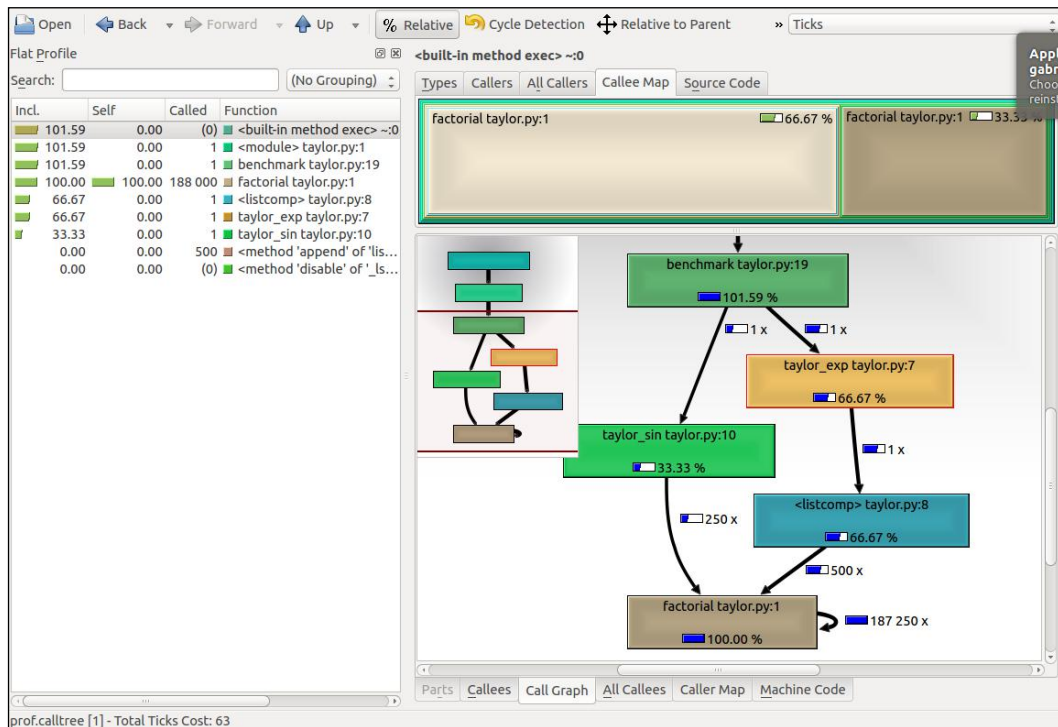 Open Back Forward Up % Relative Cycle Detection Relative to Parent » Ticks
Flat Profile
Search: (No Grouping)
Incl. Self Called Function
101.59 0.00 (0) <built-in method exec> ~:0
101.59 0.00 1 <module> taylor.py:1
101.59 0.00 1 benchmark taylor.py:19
100.00 100.00 188 000 factorial taylor.py:1
66.67 0.00 1 <listcomp> taylor.py:8
66.67 0.00 1 taylor_exp taylor.py:7
33.33 0.00 1 taylor_sin taylor.py:10
0.00 0.00 500 <method 'append' of 'lis...
0.00 0.00 (0) <method 'disable' of '_ls...
<built-in method exec> ~:0
Types Callers All Callers Callee Map Source Code
factorial taylor.py:1 66.67 % factorial taylor.py:1 33.33 %
Appl
gabr
Choo
reinst
benchmark taylor.py:19
101.59 %
1 x 1 x
taylor_exp taylor.py:7
66.67 %
taylor_sin taylor.py:10
33.33 %
1 x
<listcomp> taylor.py:8
66.67 %
250 x
500 x
factorial taylor.py:1
100.00 %
187 250 x
Parts Callees Call Graph All Callees Caller Map Machine Code
prof.calltree [1] - Total Ticks Cost: 63